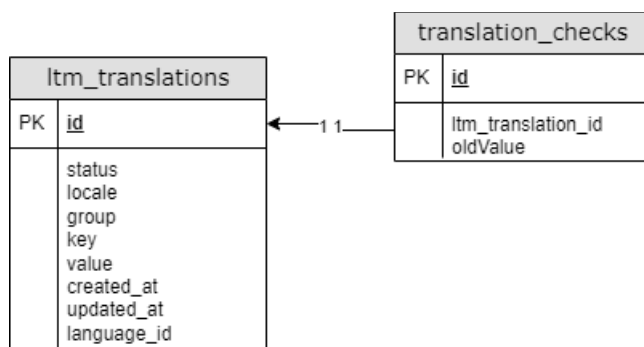 ltm_translations
PK id
status
locale
group
key
value
created_at
updated_at
language_id
1 1
translation_checks
PK id
ltm_translation_id
oldValue